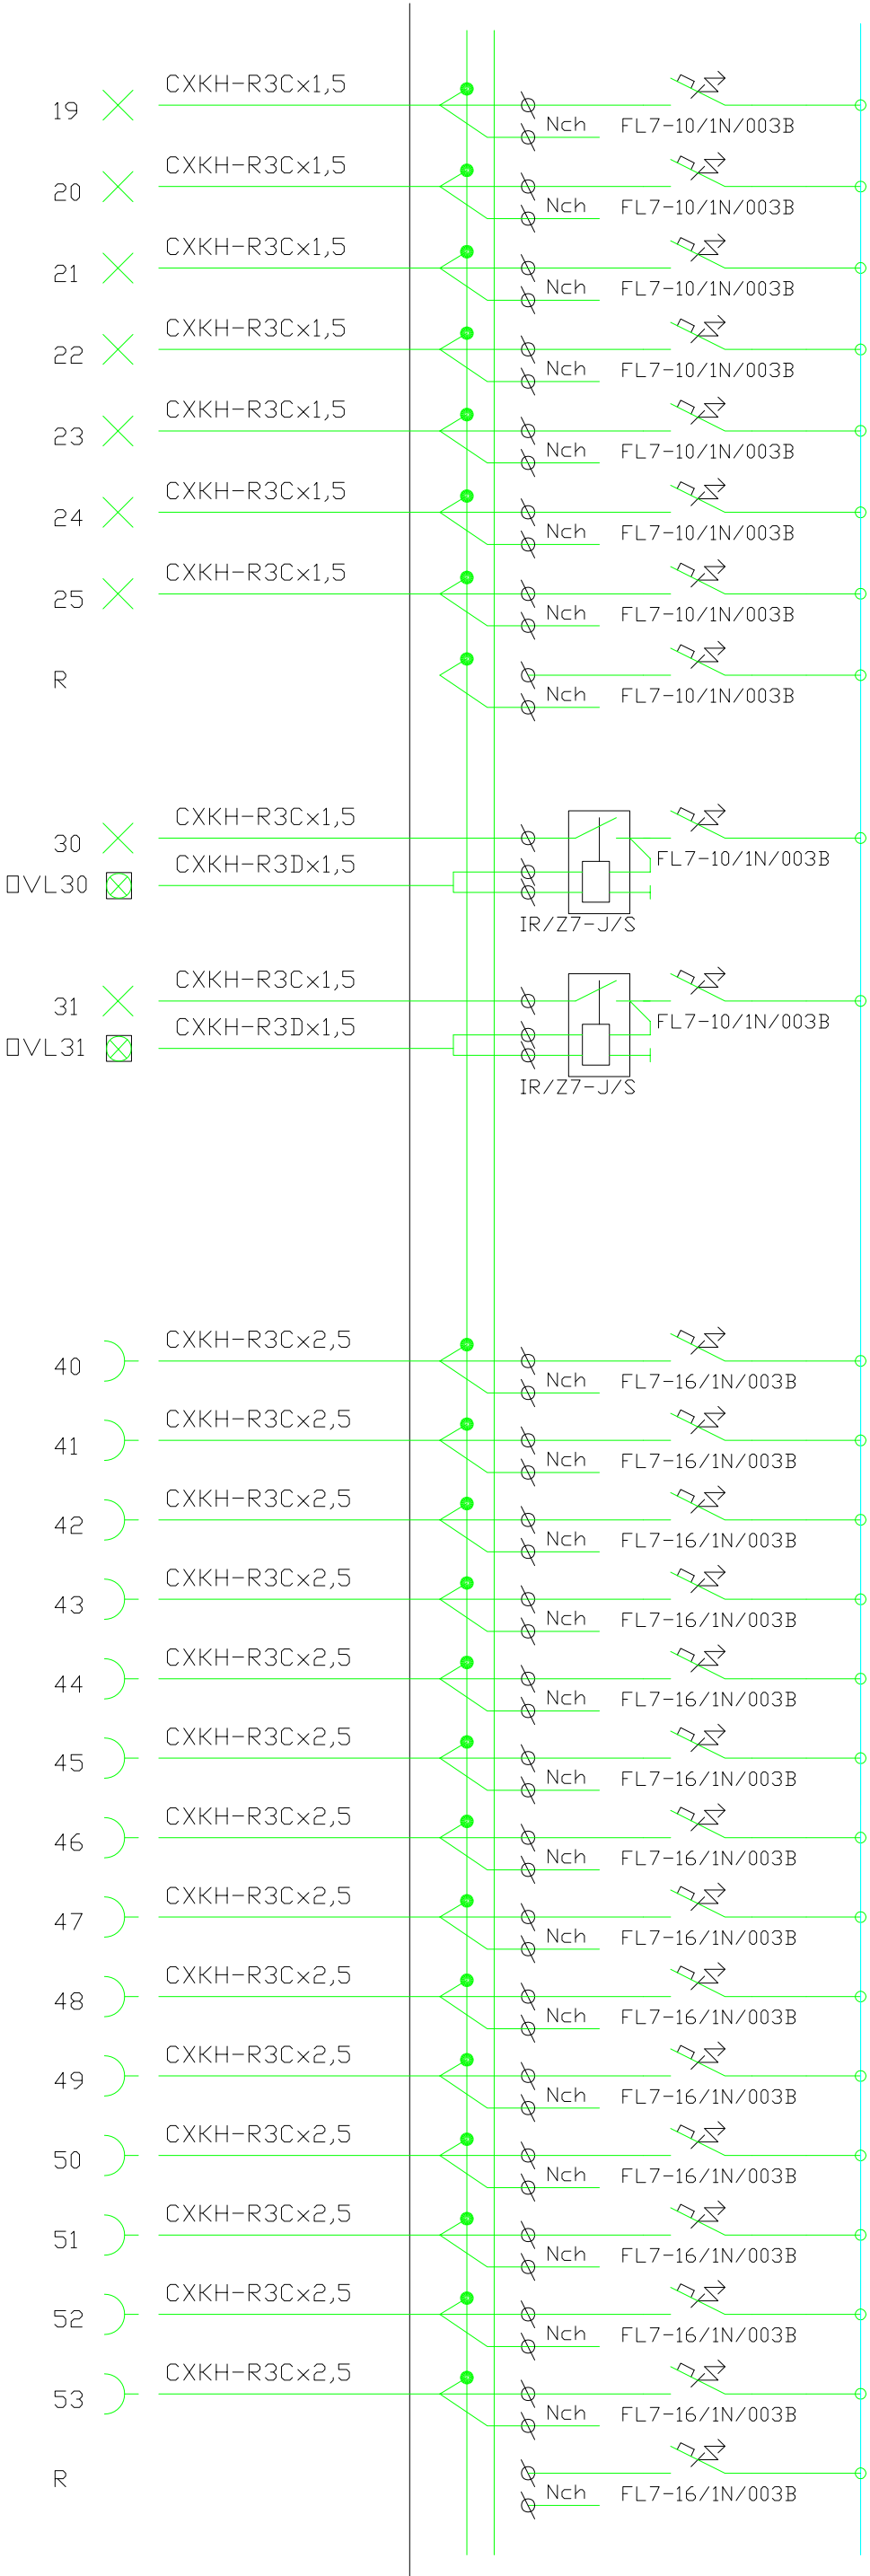 CXKH-R3Cx1,5
19
Nch FL7-10/1N/003B
CXKH-R3Cx1,5
20
Nch FL7-10/1N/003B
CXKH-R3Cx1,5
21
Nch FL7-10/1N/003B
CXKH-R3Cx1,5
22
Nch FL7-10/1N/003B
CXKH-R3Cx1,5
23
Nch FL7-10/1N/003B
CXKH-R3Cx1,5
24
Nch FL7-10/1N/003B
CXKH-R3Cx1,5
25
Nch FL7-10/1N/003B
R
Nch FL7-10/1N/003B
CXKH-R3Cx1,5
30
FL7-10/1N/003B
CXKH-R3Dx1,5
OVL30
IR/Z7-J/S
CXKH-R3Cx1,5
31
FL7-10/1N/003B
CXKH-R3Dx1,5
OVL31
IR/Z7-J/S
CXKH-R3Cx2,5
40
Nch FL7-16/1N/003B
CXKH-R3Cx2,5
41
Nch FL7-16/1N/003B
CXKH-R3Cx2,5
42
Nch FL7-16/1N/003B
CXKH-R3Cx2,5
43
Nch FL7-16/1N/003B
CXKH-R3Cx2,5
44
Nch FL7-16/1N/003B
CXKH-R3Cx2,5
45
Nch FL7-16/1N/003B
CXKH-R3Cx2,5
46
Nch FL7-16/1N/003B
CXKH-R3Cx2,5
47
Nch FL7-16/1N/003B
CXKH-R3Cx2,5
48
Nch FL7-16/1N/003B
CXKH-R3Cx2,5
49
Nch FL7-16/1N/003B
CXKH-R3Cx2,5
50
Nch FL7-16/1N/003B
CXKH-R3Cx2,5
51
Nch FL7-16/1N/003B
CXKH-R3Cx2,5
52
Nch FL7-16/1N/003B
CXKH-R3Cx2,5
53
Nch FL7-16/1N/003B
R
Nch FL7-16/1N/003B